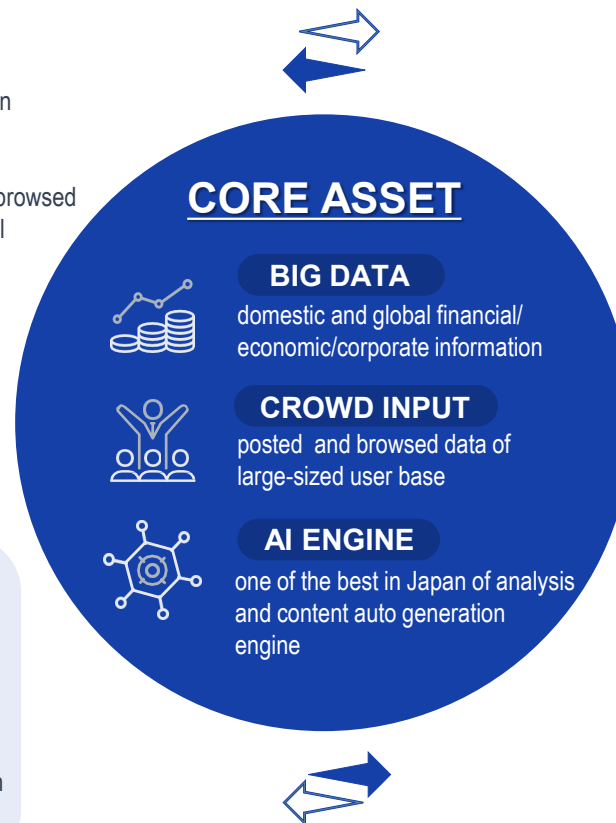 n
browsed
l
CORE ASSET
BIG DATA
domestic and global financial/
economic/corporate information
CROWD INPUT
posted and browsed data of
large-sized user base
AI ENGINE
one of the best in Japan of analysis
and content auto generation
engine
n